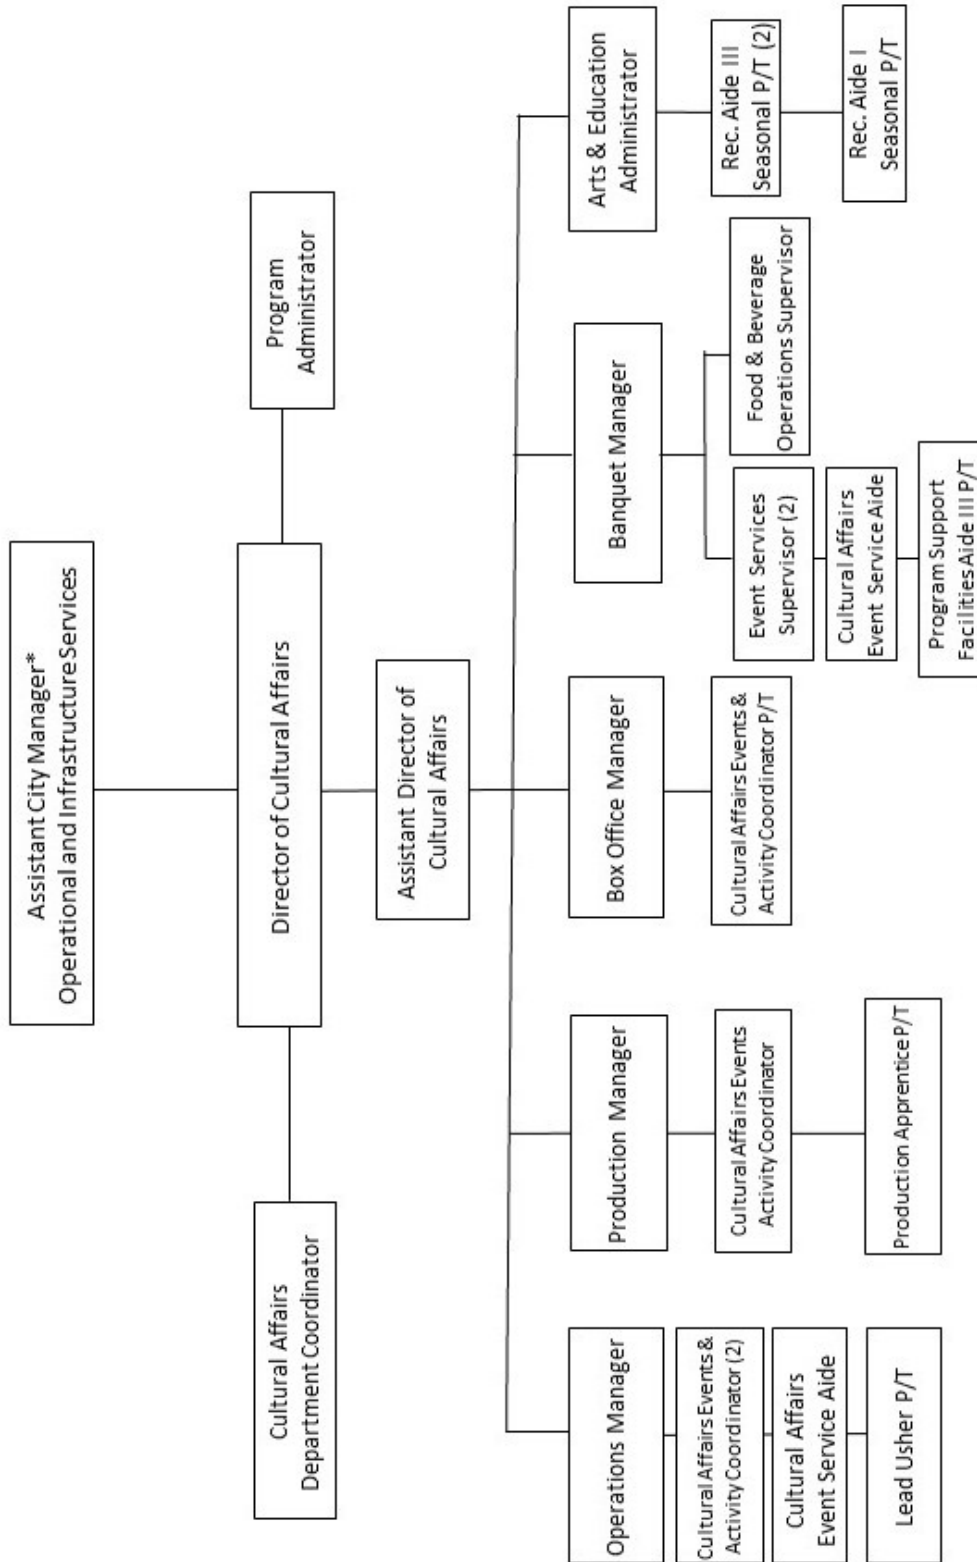 Assistant City Manager*
Operational and Infrastructure Services
Cultural Affairs
Department Coordinator
Director of Cultural Affairs
Program
Administrator
Assistant Director of
Cultural Affairs
Operations Manager
Production Manager
Box Office Manager
Banquet Manager
Arts & Education
Administrator
Cultural Affairs Events &
Activity Coordinator (2)
Cultural Affairs
Event Service Aide
Lead Usher P/T
Cultural Affairs Events
Activity Coordinator
Production Apprentice P/T
Cultural Affairs Events &
Activity Coordinator P/T
Event Services
Supervisor (2)
Cultural Affairs
Event Service Aide
Program Support
Facilities Aide III P/T
Food & Beverage
Operations Supervisor
Rec. Aide III
Seasonal P/T (2)
Rec. Aide I
Seasonal P/T